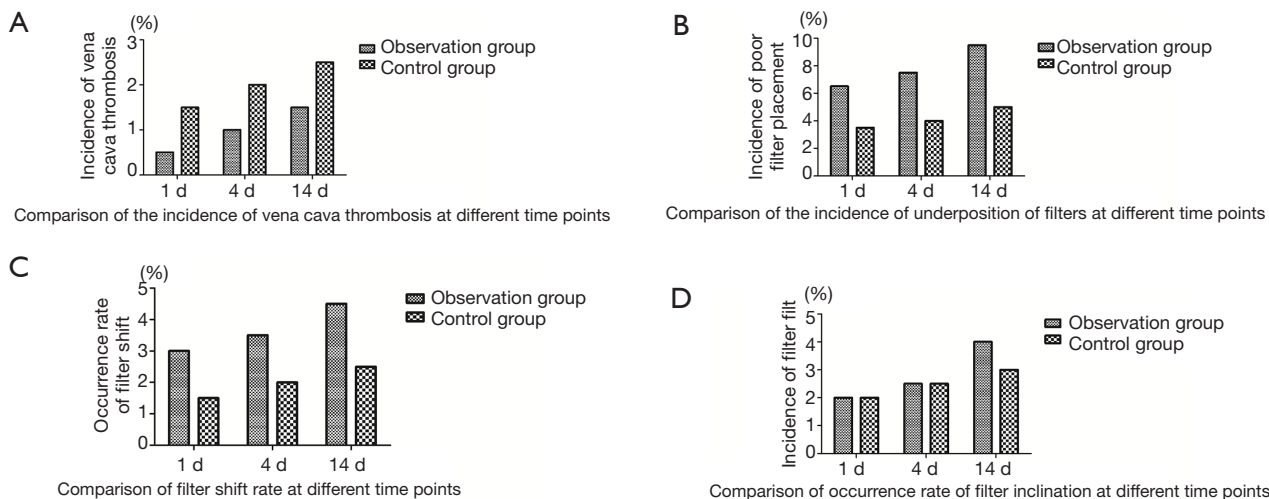 A
(%)
Incidence of vena
cava thrombosis
3
2
1
0
1 d
4 d
14 d
Observation group
Control group
Comparison of the incidence of vena cava thrombosis at different time points
B
(%)
Incidence of poor
filter placement
10
8
6
4
2
0
1 d
4 d
14 d
Observation group
Control group
Comparison of the incidence of underposition of filters at different time points
C
(%)
Occurrence rate
of filter shift
5
4
3
2
1
0
1 d
4 d
14 d
Observation group
Control group
Comparison of filter shift rate at different time points
D
(%)
Incidence of filter filt
5
4
3
2
1
0
1 d
4 d
14 d
Observation group
Control group
Comparison of occurrence rate of filter inclination at different time points